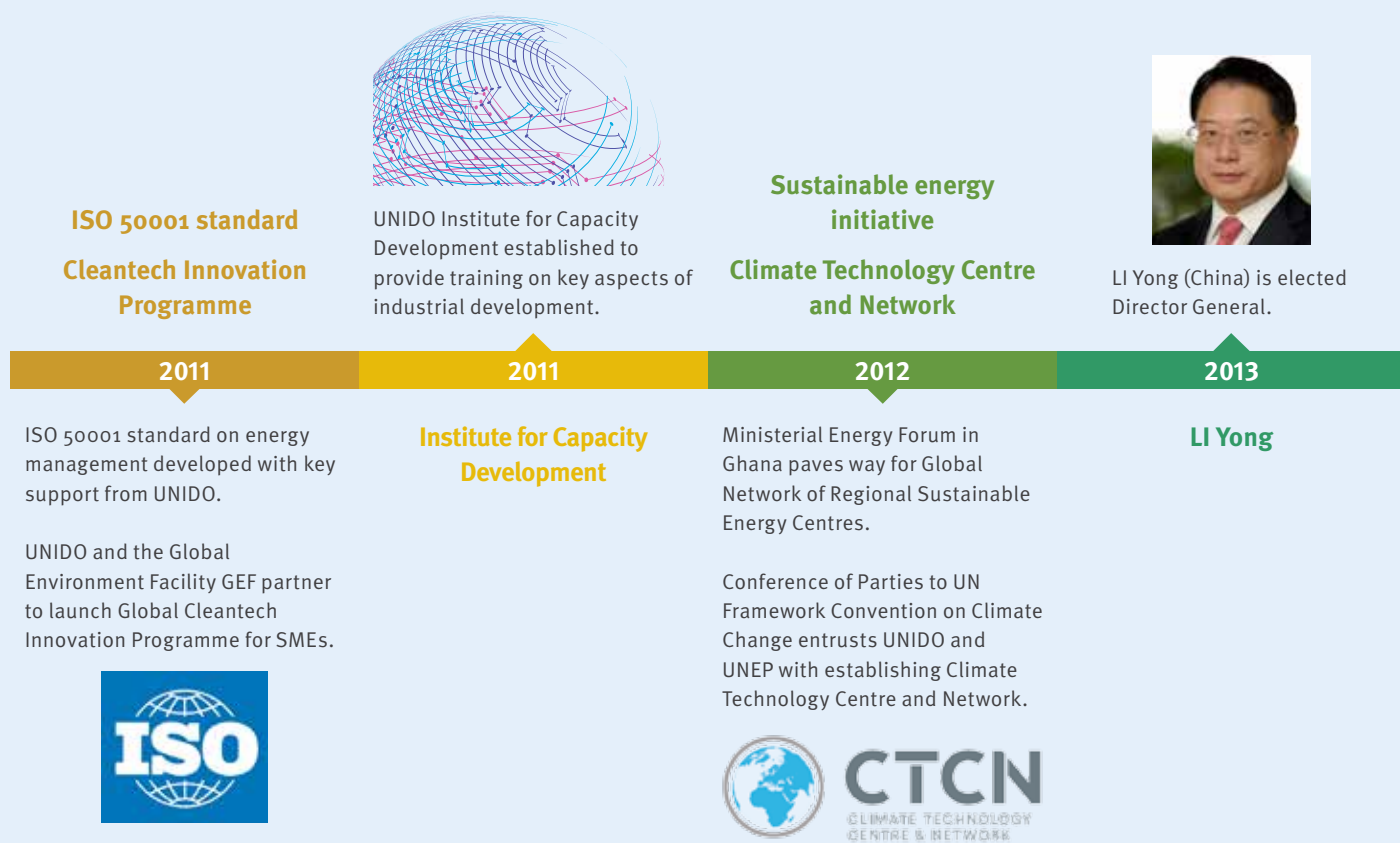 ISO 50001 standard
Cleantech Innovation
Programme
2011
ISO 50001 standard on energy
management developed with key
support from UNIDO.
UNIDO and the Global
Environment Facility GEF partner
to launch Global Cleantech
Innovation Programme for SMEs.
ISO
UNIDO Institute for Capacity
Development established to
provide training on key aspects of
industrial development.
2011
Institute for Capacity
Development
Sustainable energy
initiative
Climate Technology Centre
and Network
2012
Ministerial Energy Forum in
Ghana paves way for Global
Network of Regional Sustainable
Energy Centres.
Conference of Parties to UN
Framework Convention on Climate
Change entrusts UNIDO and
UNEP with establishing Climate
Technology Centre and Network.
CTCN
CLIMATE TECHNOLOGY
CENTRE & NETWORK
LI Yong (China) is elected
Director General.
2013
LI Yong